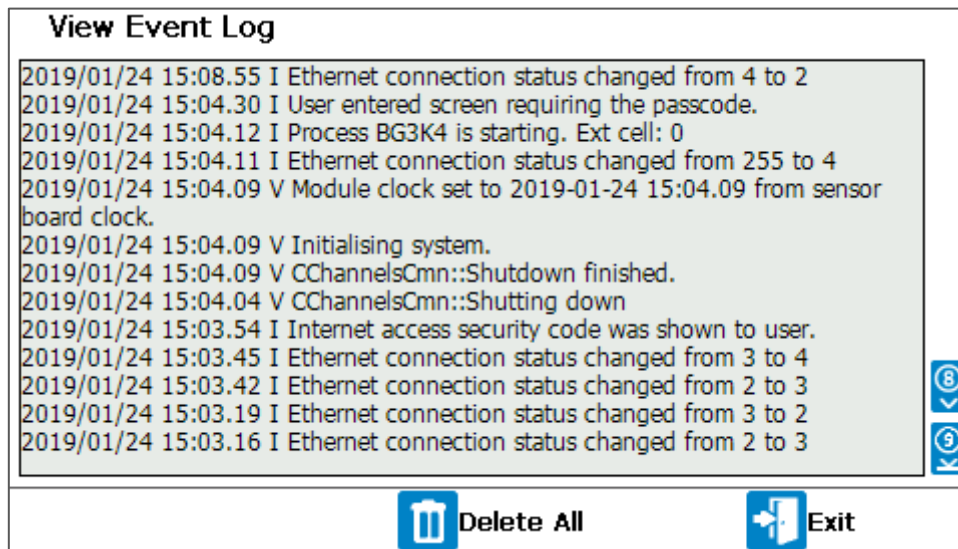 View Event Log
2019/01/24 15:08.55 I Ethernet connection status changed from 4 to 2
2019/01/24 15:04.30 I User entered screen requiring the passcode.
2019/01/24 15:04.12 I Process BG3K4 is starting. Ext cell: 0
2019/01/24 15:04.11 I Ethernet connection status changed from 255 to 4
2019/01/24 15:04.09 V Module clock set to 2019-01-24 15:04.09 from sensor
board clock.
2019/01/24 15:04.09 V Initialising system.
2019/01/24 15:04.09 V CChannelsCmn::Shutdown finished.
2019/01/24 15:04.04 V CChannelsCmn::Shutting down
2019/01/24 15:03.54 I Internet access security code was shown to user.
2019/01/24 15:03.45 I Ethernet connection status changed from 3 to 4
2019/01/24 15:03.42 I Ethernet connection status changed from 2 to 3
2019/01/24 15:03.19 I Ethernet connection status changed from 3 to 2
2019/01/24 15:03.16 I Ethernet connection status changed from 2 to 3
8
9
Delete All
Exit